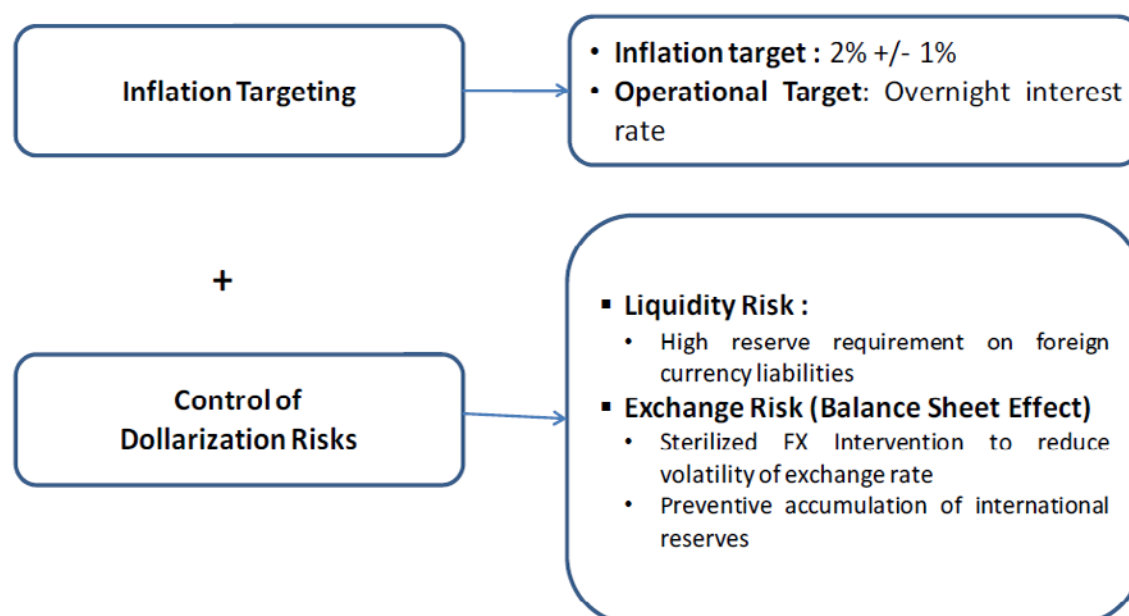 Inflation Targeting
• Inflation target : 2% +/- 1%
• Operational Target: Overnight interest
rate
+
Control of
Dollarization Risks
▪ Liquidity Risk :
• High reserve requirement on foreign
currency liabilities
▪ Exchange Risk (Balance Sheet Effect)
• Sterilized FX Intervention to reduce
volatility of exchange rate
• Preventive accumulation of international
reserves